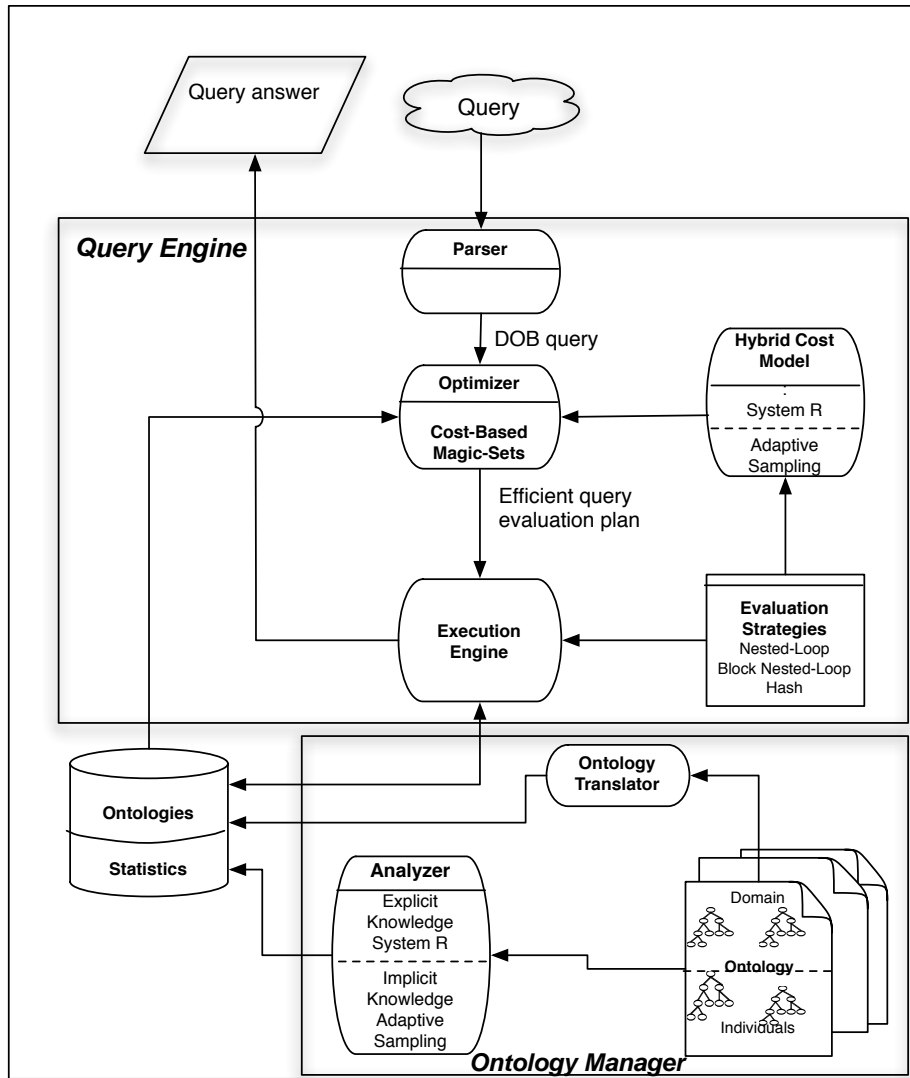 Query answer
Query
Query Engine
Parser
DOB query
Optimizer
Cost-Based
Magic-Sets
Hybrid Cost
Model
:
System R
Adaptive
Sampling
Efficient query
evaluation plan
Execution
Engine
Evaluation
Strategies
Nested-Loop
Block Nested-Loop
Hash
Ontologies
Statistics
Ontology
Translator
Analyzer
Explicit
Knowledge
System R
Implicit
Knowledge
Adaptive
Sampling
Domain
Ontology
Individuals
Ontology Manager